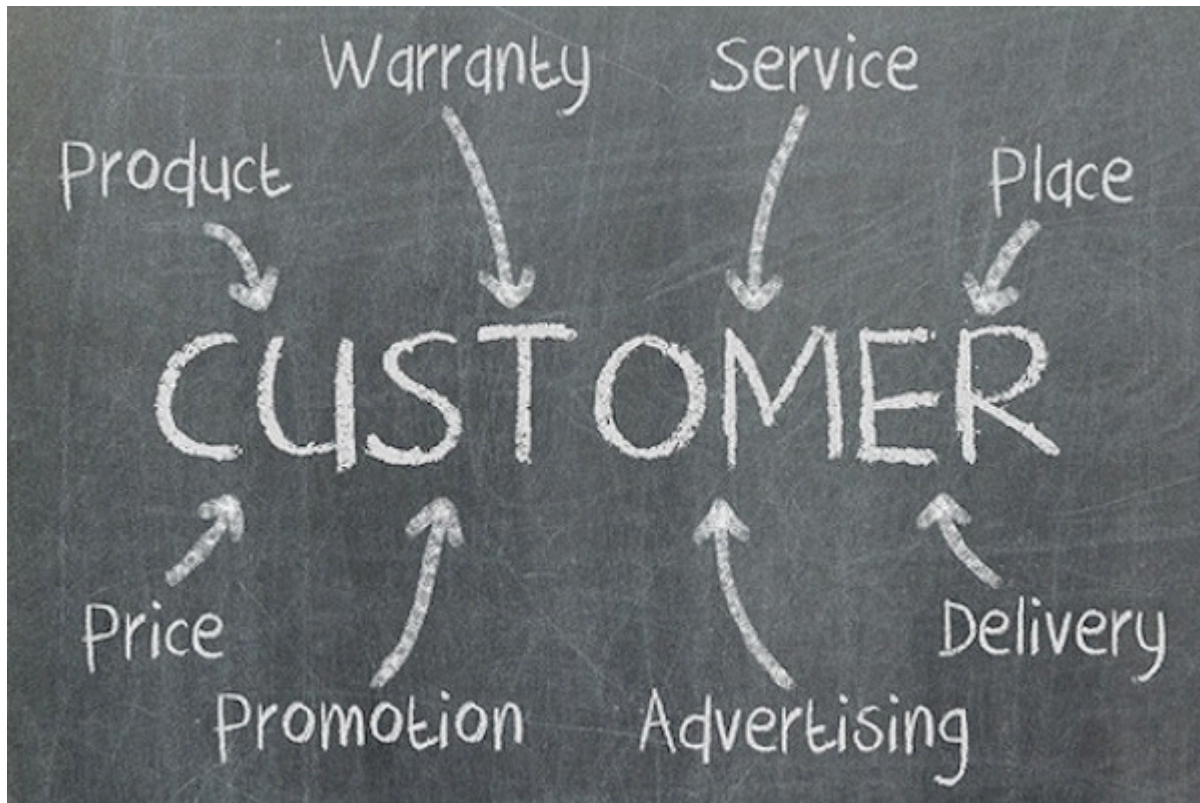 Warranty Service
Product Place
CUSTOMER
Price Delivery
Promotion Advertising